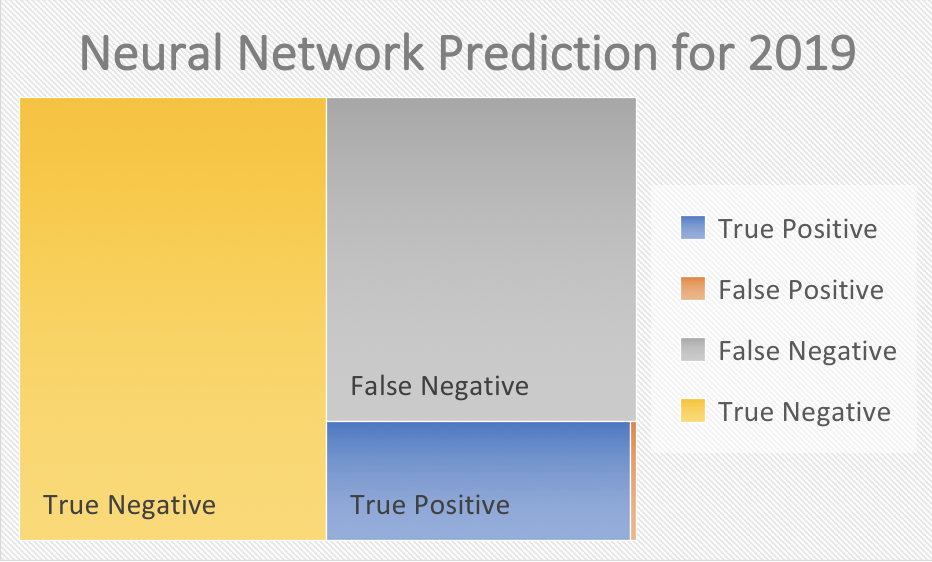 Neural Network Prediction for 2019
True Positive
False Positive
False Negative
True Negative
False Negative
True Negative
True Positive